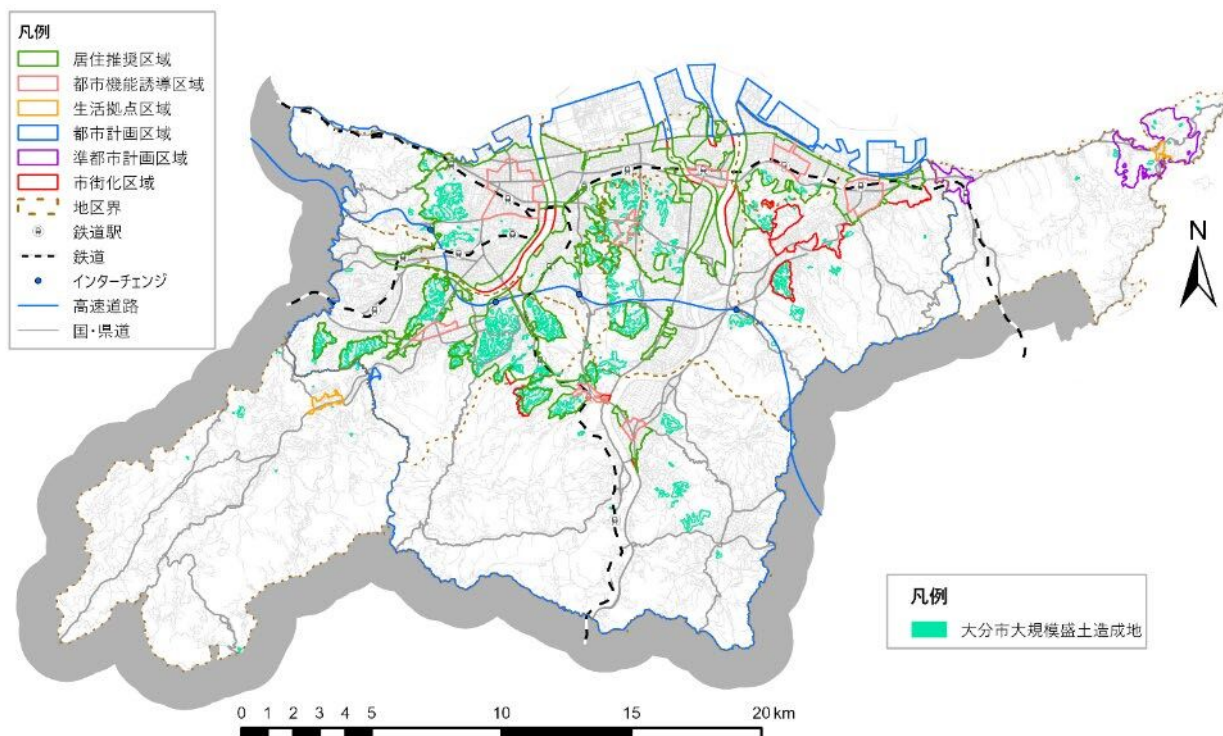 凡例
居住推奨区域
都市機能誘導区域
生活拠点区域
都市計画区域
準都市計画区域
市街化区域
地区界
鉄道駅
鉄道
インターチェンジ
高速道路
国・県道
N
凡例
大分市大規模盛土造成地
0 1 2 3 4 5 10 15 20 km